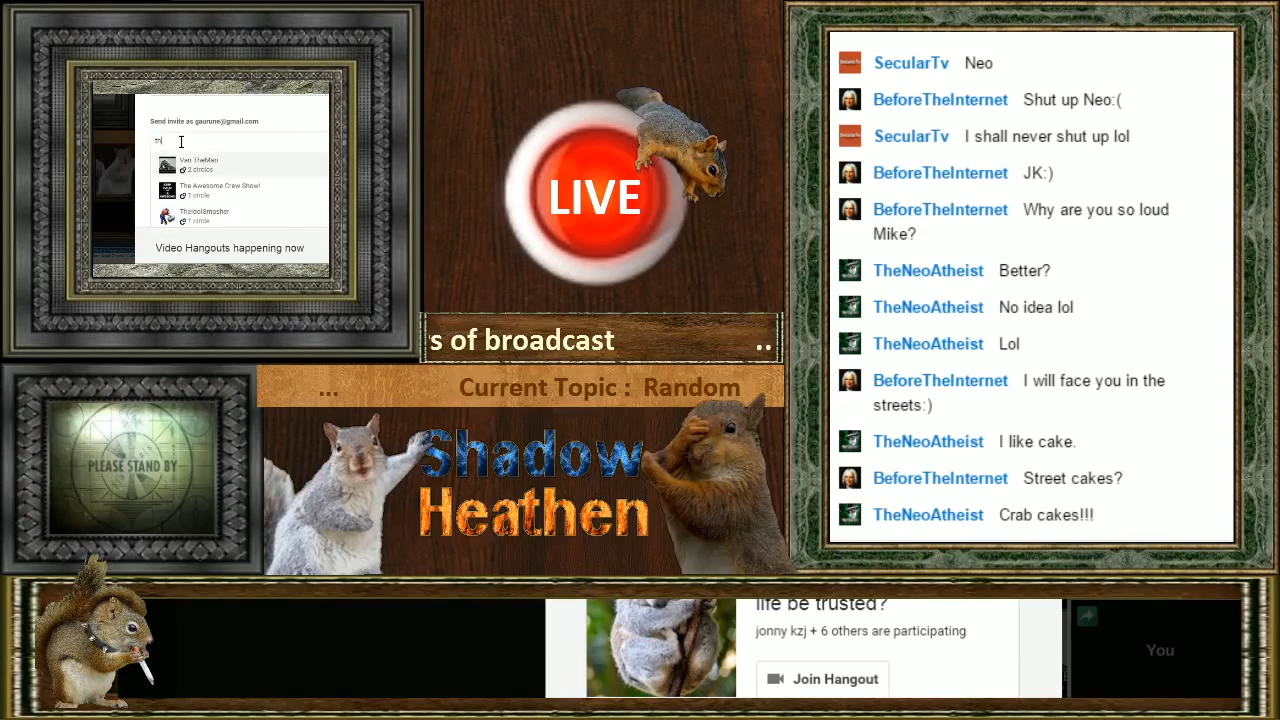 Send invite as gaurune@gmail.com
Van TheMan
2 circles
The Awesome Crew Show!
1 circle
TheIdolSmasher
1 circle
Video Hangouts happening now
LIVE
s of broadcast
..
...
Current Topic : Random
PLEASE STAND BY
Shadow
Heathen
SecularTv Neo
BeforeTheInternet Shut up Neo:(
SecularTv I shall never shut up lol
BeforeTheInternet JK:)
BeforeTheInternet Why are you so loud
Mike?
TheNeoAtheist Better?
TheNeoAtheist No idea lol
TheNeoAtheist Lol
BeforeTheInternet I will face you in the
streets:)
TheNeoAtheist I like cake.
BeforeTheInternet Street cakes?
TheNeoAtheist Crab cakes!!!
life be trusted?
jonny kzj + 6 others are participating
Join Hangout
You